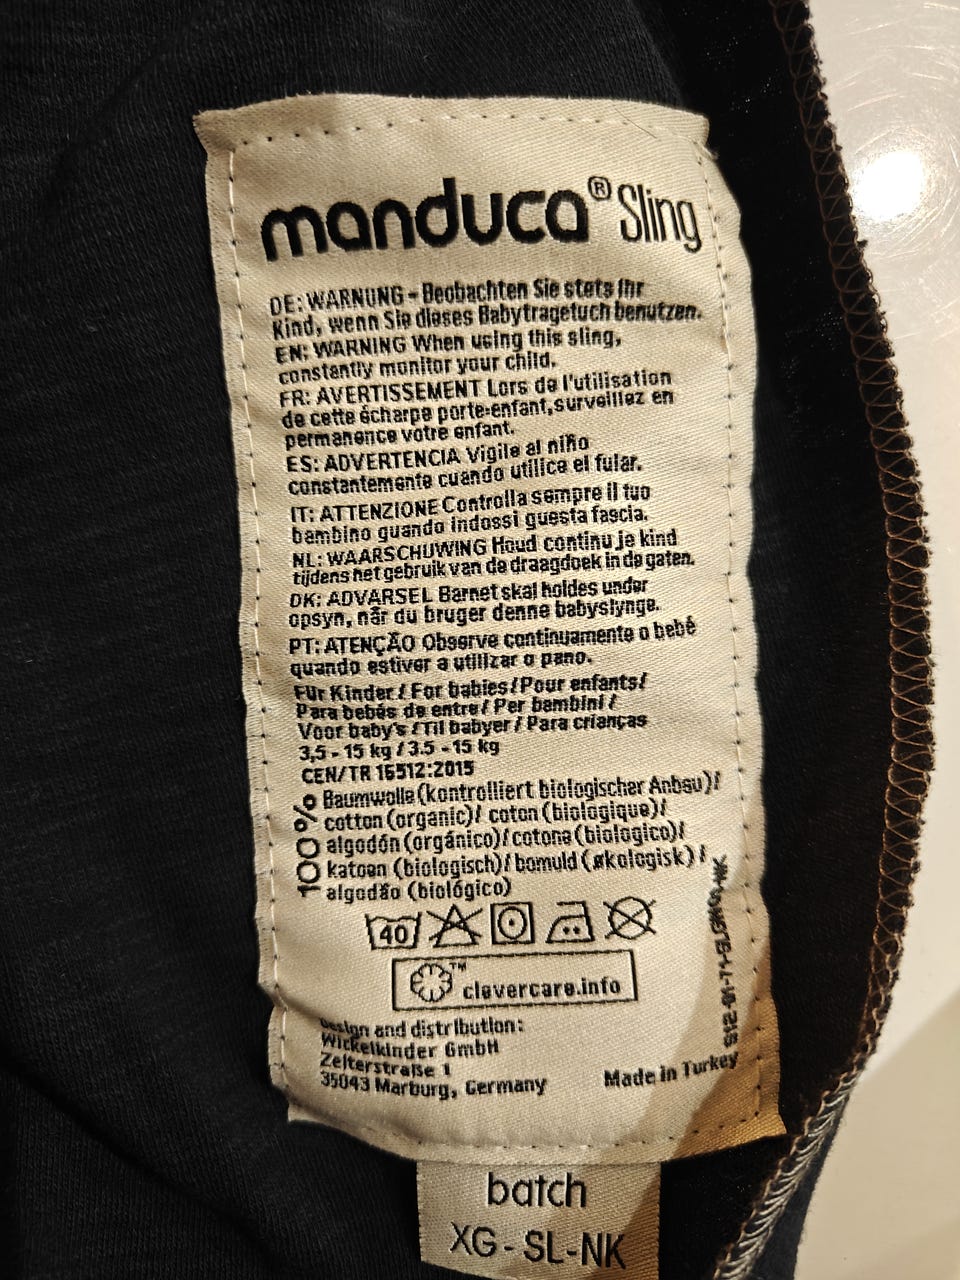 manduca® Sling
DE: WARNUNG - Beobachten Sie stets Ihr
Kind, wenn Sie dieses Babytragetuch benutzen.
EN: WARNING When using this sling,
constantly monitor your child.
FR: AVERTISSEMENT Lors de l'utilisation
de cette écharpe porte-enfant, surveillez en
permanence votre enfant.
ES: ADVERTENCIA Vigile al niño
constantemente cuando utilice el fular.
IT: ATTENZIONE Controlla sempre il tuo
bambino quando indossi questa fascia.
NL: WAARSCHUWING Houd continu je kind
tijdens het gebruik van de draagdoek in de gaten.
DK: ADVARSEL Barnet skal holdes under
opsyn, når du bruger denne babyslynge.
PT: ATENÇÃO Observe continuamente o bebé
quando estiver a utilizar o pano.
Für Kinder / For babies / Pour enfants/
Para bebés de entre / Per bambini /
Voor baby's / Til babyer / Para crianças
3,5 - 15 kg / 3.5 - 15 kg
CEN/TR 16512:2015
100%
Baumwolle (kontrolliert biologischer Anbau)/
cotton (organic)/ coton (biologique)/
algodón (orgánico)/ cotone (biologico)/
katoen (biologisch)/ bomuld (økologisk) /
algodão (biológico)
40
™ clevercare.info
Design and distribution:
Wickelkinder GmbH
Zeiterstraße 1
35043 Marburg, Germany
Made in Turkey
batch
XG - SL-NK